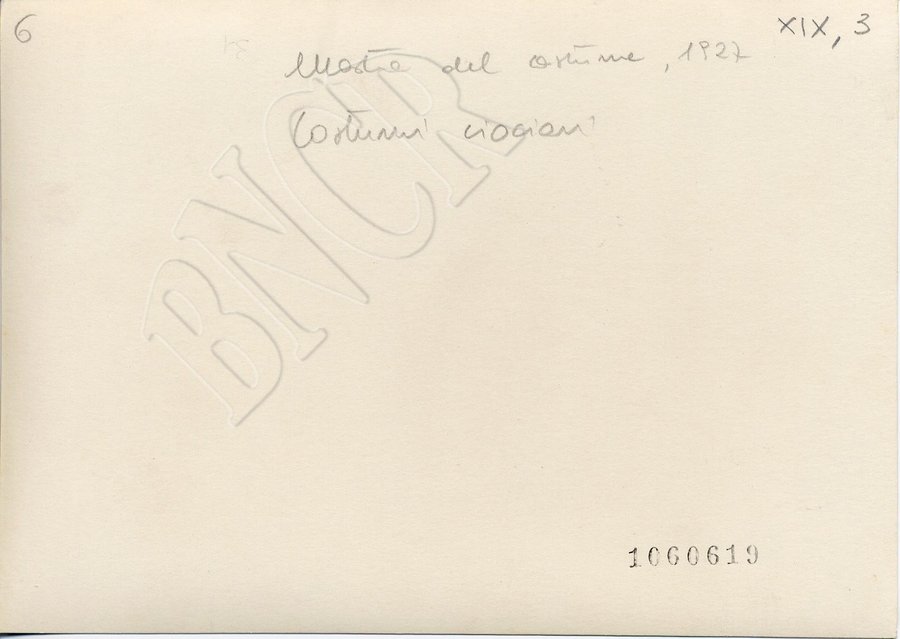 6
XIX, 3
Mostra del costume, 1927
Costumi ciociari
BNCR
1060619